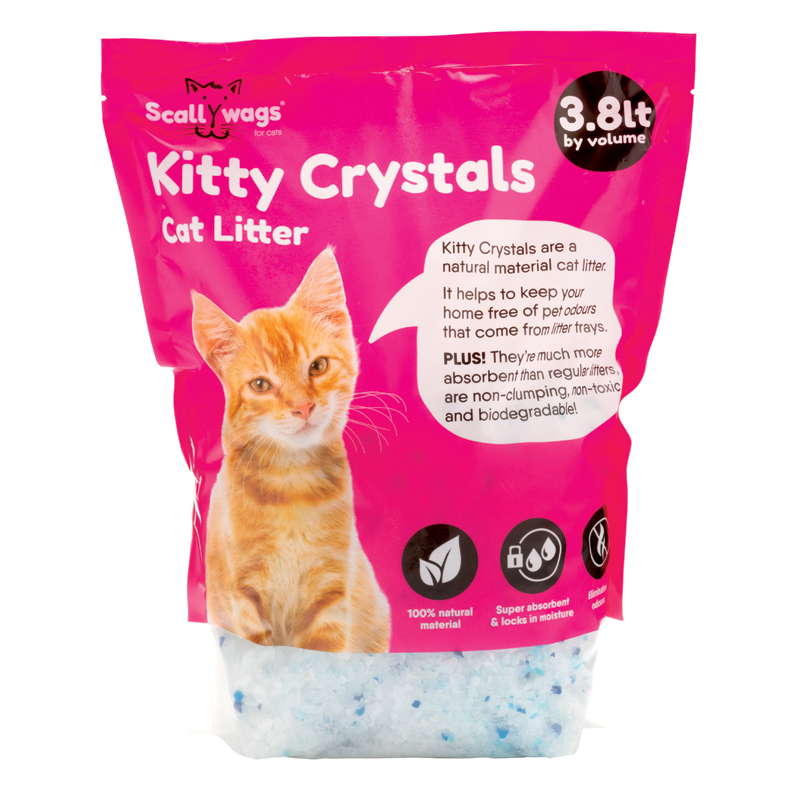 Scallywags®
for cats
3.8lt
by volume
Kitty Crystals
Cat Litter
Kitty Crystals are a
natural material cat litter.
It helps to keep your
home free of pet odours
that come from litter trays.
PLUS! They're much more
absorbent than regular litters,
are non-clumping, non-toxic
and biodegradable!
100% natural
material
Super absorbent
& locks in moisture
odours